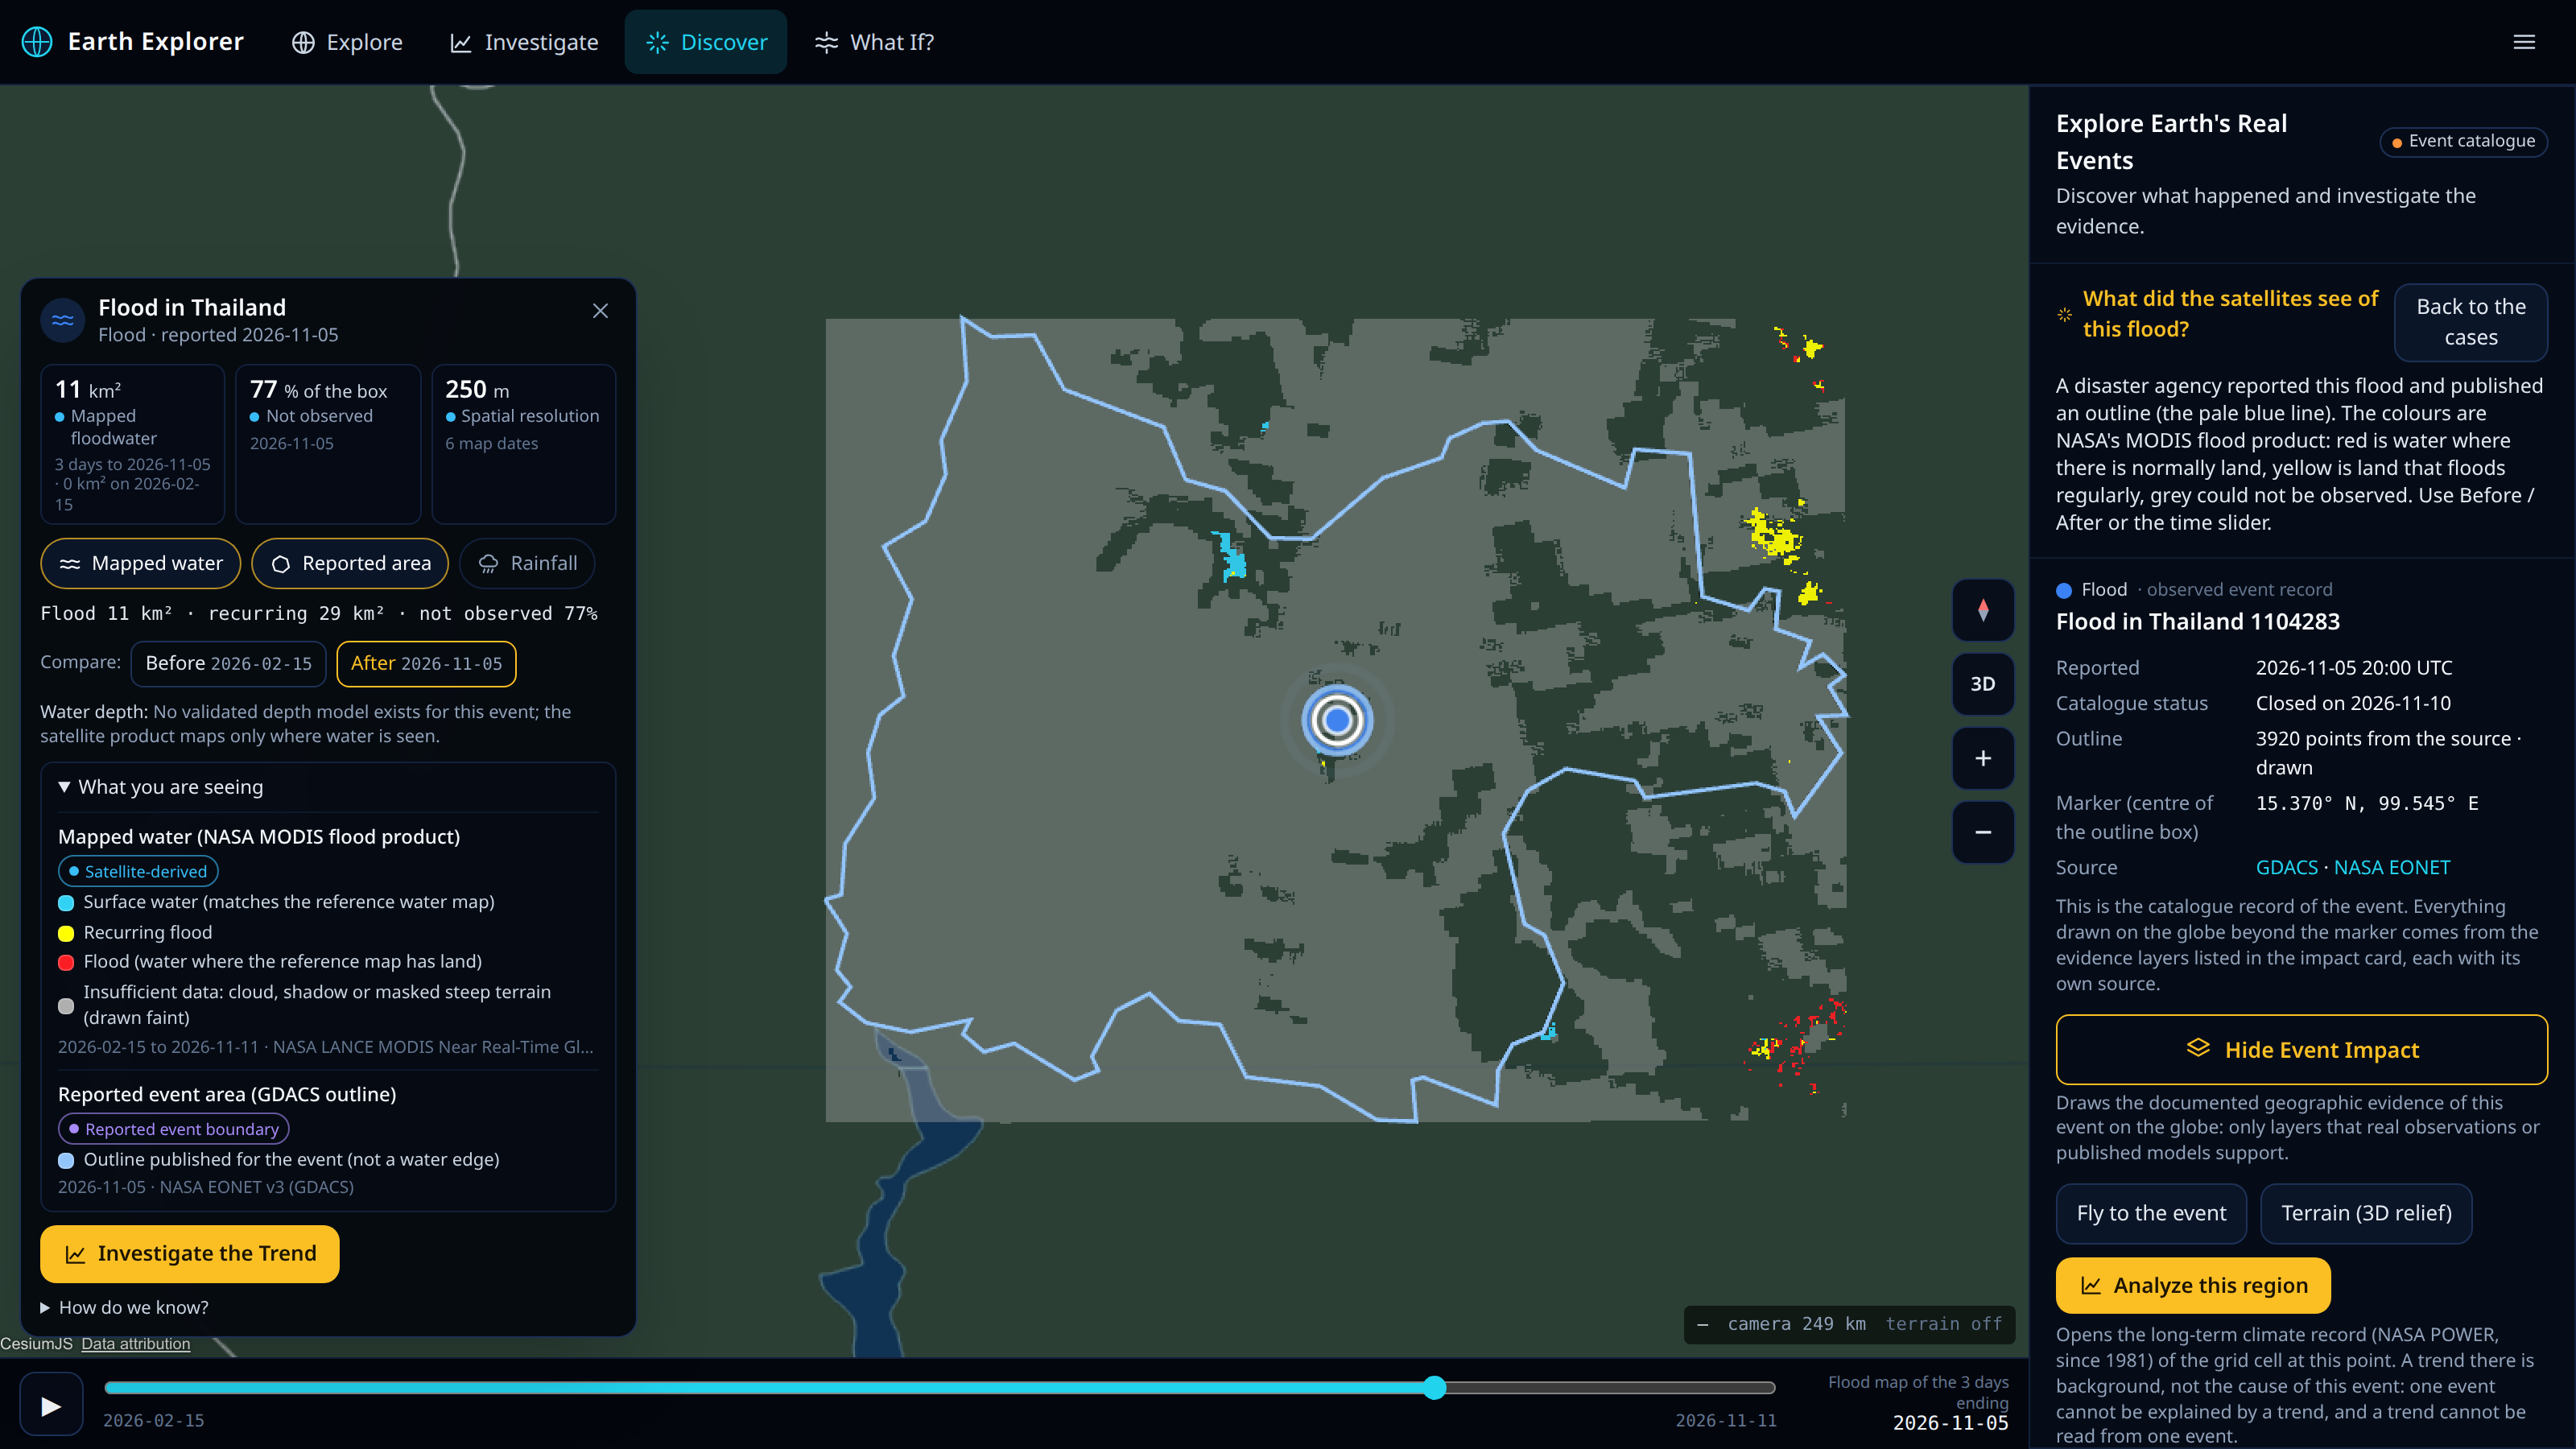 Earth Explorer
Explore
Investigate
Discover
What If?
Flood in Thailand
Flood · reported 2026-11-05
11 km²
Mapped
floodwater
3 days to 2026-11-05
· 0 km² on 2026-02-
15
77 % of the box
Not observed
2026-11-05
250 m
Spatial resolution
6 map dates
Mapped water
Reported area
Rainfall
Flood 11 km² · recurring 29 km² · not observed 77%
Compare:
Before 2026-02-15
After 2026-11-05
Water depth: No validated depth model exists for this event; the
satellite product maps only where water is seen.
▼ What you are seeing
Mapped water (NASA MODIS flood product)
Satellite-derived
Surface water (matches the reference water map)
Recurring flood
Flood (water where the reference map has land)
Insufficient data: cloud, shadow or masked steep terrain
(drawn faint)
2026-02-15 to 2026-11-11 · NASA LANCE MODIS Near Real-Time Gl...
Reported event area (GDACS outline)
Reported event boundary
Outline published for the event (not a water edge)
2026-11-05 · NASA EONET v3 (GDACS)
Investigate the Trend
▶ How do we know?
CesiumJS Data attribution
3D
+
−
— camera 249 km terrain off
2026-02-15
2026-11-11
Flood map of the 3 days
ending
2026-11-05
Explore Earth's Real
Events
Event catalogue
Discover what happened and investigate the
evidence.
What did the satellites see of
this flood?
Back to the
cases
A disaster agency reported this flood and published
an outline (the pale blue line). The colours are
NASA's MODIS flood product: red is water where
there is normally land, yellow is land that floods
regularly, grey could not be observed. Use Before /
After or the time slider.
Flood · observed event record
Flood in Thailand 1104283
Reported 2026-11-05 20:00 UTC
Catalogue status Closed on 2026-11-10
Outline 3920 points from the source ·
drawn
Marker (centre of 15.370° N, 99.545° E
the outline box)
Source GDACS · NASA EONET
This is the catalogue record of the event. Everything
drawn on the globe beyond the marker comes from the
evidence layers listed in the impact card, each with its
own source.
Hide Event Impact
Draws the documented geographic evidence of this
event on the globe: only layers that real observations or
published models support.
Fly to the event
Terrain (3D relief)
Analyze this region
Opens the long-term climate record (NASA POWER,
since 1981) of the grid cell at this point. A trend there is
background, not the cause of this event: one event
cannot be explained by a trend, and a trend cannot be
read from one event.